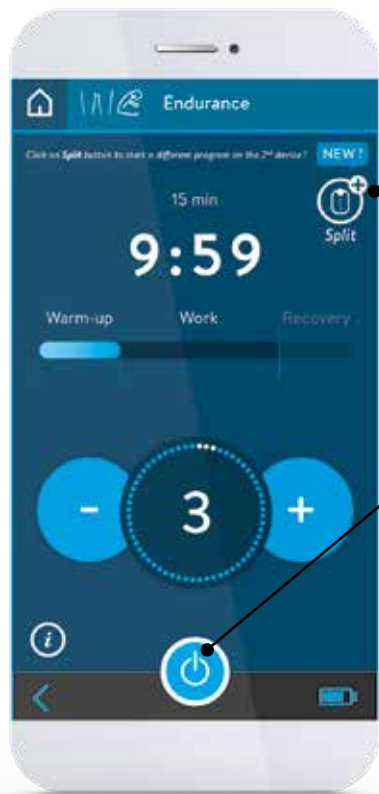 Endurance
Click on Split button to start a different program on the 2nd device!
NEW!
15 min
Split
9:59
Warm-up Work Recovery
- 3 +
i